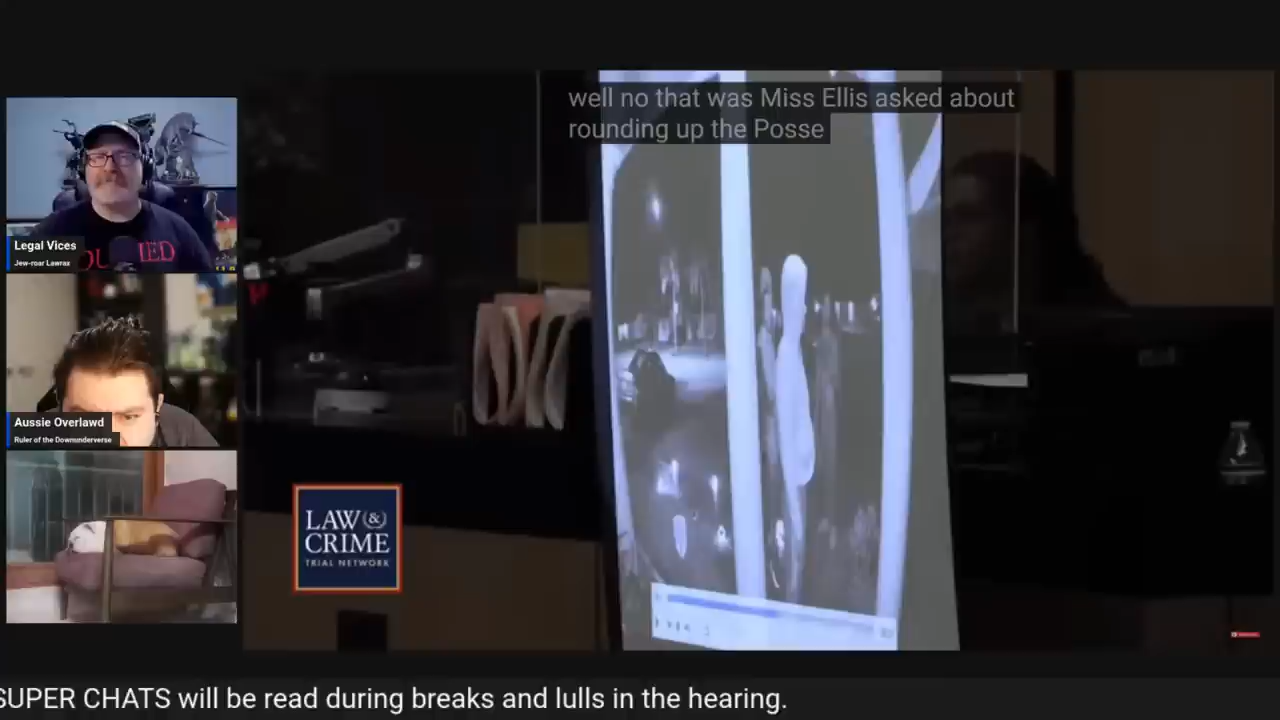 well no that was Miss Ellis asked about
rounding up the Posse
Legal Vices
Jew-roar Lawrax
Aussie Overlawd
Ruler of the Downunderverse
LAW &
CRIME
TRIAL NETWORK
SUPER CHATS will be read during breaks and lulls in the hearing.